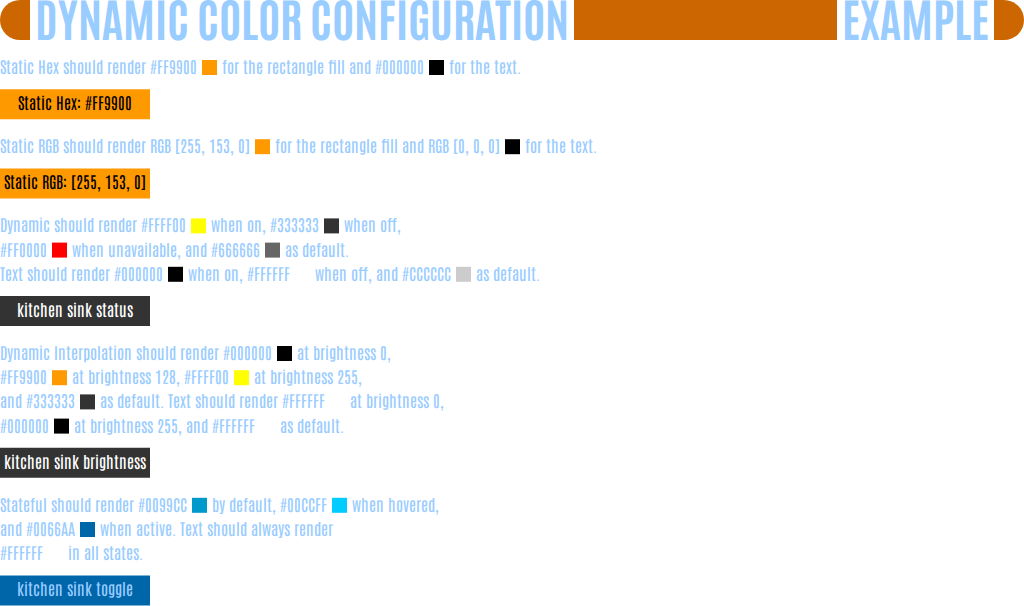 DYNAMIC COLOR CONFIGURATION EXAMPLE
Static Hex should render #FF9900 for the rectangle fill and #000000 for the text.
Static Hex: #FF9900
Static RGB should render RGB [255, 153, 0] for the rectangle fill and RGB [0, 0, 0] for the text.
Static RGB: [255, 153, 0]
Dynamic should render #FFFF00 when on, #333333 when off,
#FF0000 when unavailable, and #666666 as default.
Text should render #000000 when on, #FFFFFF when off, and #CCCCCC as default.
kitchen sink status
Dynamic Interpolation should render #000000 at brightness 0,
#FF9900 at brightness 128, #FFFF00 at brightness 255,
and #333333 as default. Text should render #FFFFFF at brightness 0,
#000000 at brightness 255, and #FFFFFF as default.
kitchen sink brightness
Stateful should render #0099CC by default, #00CCFF when hovered,
and #0066AA when active. Text should always render
#FFFFFF in all states.
kitchen sink toggle